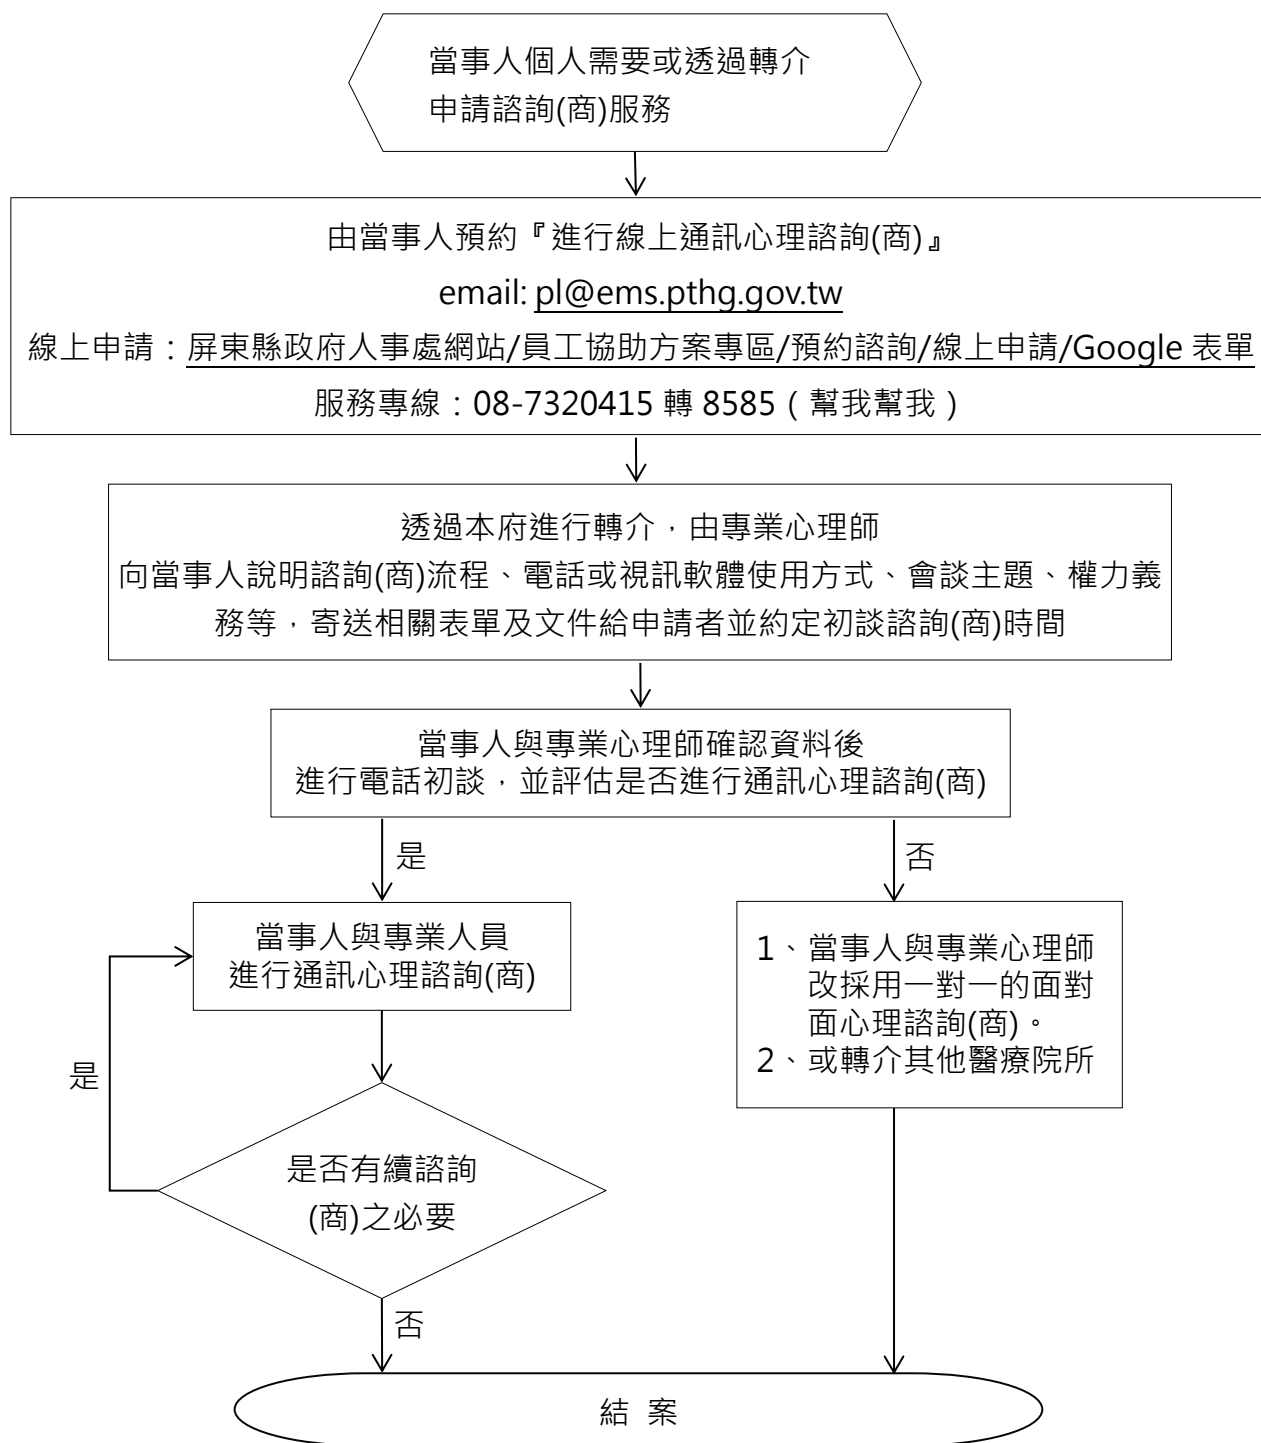 當事人個人需要或透過轉介
申請諮詢(商)服務
由當事人預約『進行線上通訊心理諮詢(商)』
email: pl@ems.pthg.gov.tw
線上申請：屏東縣政府人事處網站/員工協助方案專區/預約諮詢/線上申請/Google 表單
服務專線：08-7320415 轉 8585（幫我幫我）
透過本府進行轉介，由專業心理師
向當事人說明諮詢(商)流程、電話或視訊軟體使用方式、會談主題、權力義
務等，寄送相關表單及文件給申請者並約定初談諮詢(商)時間
當事人與專業心理師確認資料後
進行電話初談，並評估是否進行通訊心理諮詢(商)
是
否
當事人與專業人員
進行通訊心理諮詢(商)
1、當事人與專業心理師
改採用一對一的面對
面心理諮詢(商)。
2、或轉介其他醫療院所
是
是否有續諮詢
(商)之必要
否
結 案